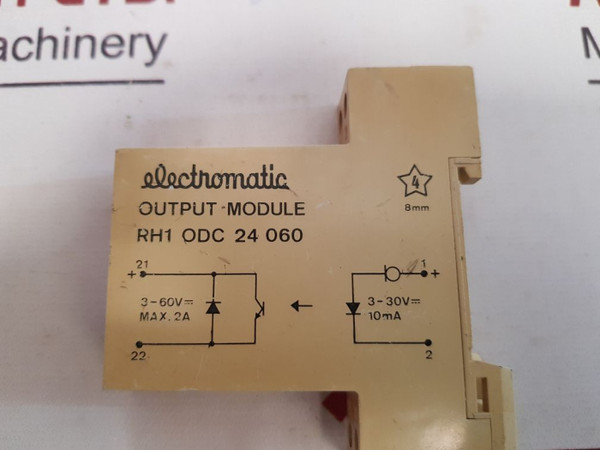 achinery
M
electromatic
OUTPUT MODULE
RH1 ODC 24 060
4
8mm
+ 21
3-60V⎓
MAX. 2A
22
1 +
3-30V⎓
10mA
2